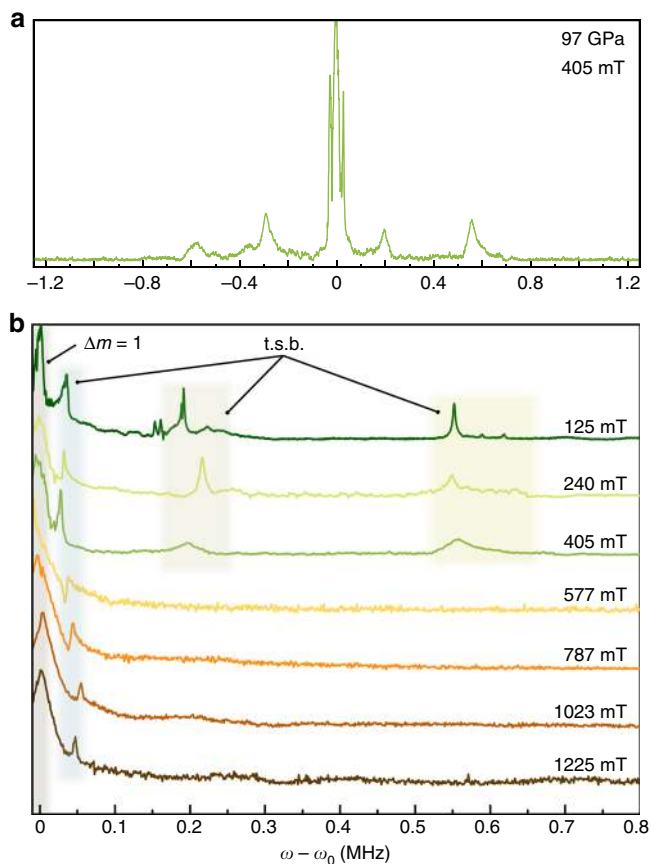 a
97 GPa
405 mT
−1.2 −0.8 −0.4 0 0.4 0.8 1.2
b
Δm = 1
t.s.b.
125 mT
240 mT
405 mT
577 mT
787 mT
1023 mT
1225 mT
0 0.1 0.2 0.3 0.4 0.5 0.6 0.7 0.8
ω − ω₀ (MHz)